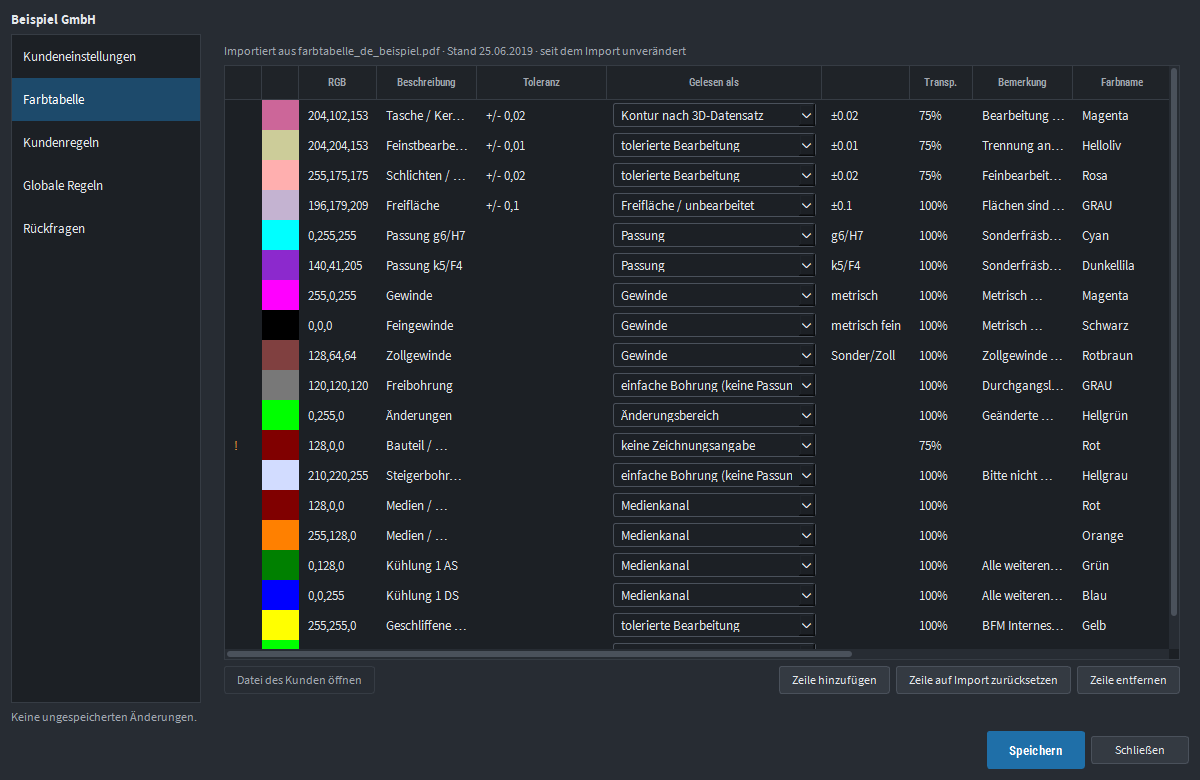 Beispiel GmbH
Kundeneinstellungen
Farbtabelle
Kundenregeln
Globale Regeln
Rückfragen
Importiert aus farbtabelle_de_beispiel.pdf · Stand 25.06.2019 · seit dem Import unverändert
RGB Beschreibung Toleranz Gelesen als Transp. Bemerkung Farbname
204,102,153 Tasche / Ker… +/- 0,02 Kontur nach 3D-Datensatz ±0.02 75% Bearbeitung … Magenta
204,204,153 Feinstbearbe… +/- 0,01 tolerierte Bearbeitung ±0.01 75% Trennung an… Helloliv
255,175,175 Schlichten / … +/- 0,02 tolerierte Bearbeitung ±0.02 75% Feinbearbeit… Rosa
196,179,209 Freifläche +/- 0,1 Freifläche / unbearbeitet ±0.1 100% Flächen sind … GRAU
0,255,255 Passung g6/H7 Passung g6/H7 100% Sonderfräsb… Cyan
140,41,205 Passung k5/F4 Passung k5/F4 100% Sonderfräsb… Dunkellila
255,0,255 Gewinde Gewinde metrisch 100% Metrisch … Magenta
0,0,0 Feingewinde Gewinde metrisch fein 100% Metrisch … Schwarz
128,64,64 Zollgewinde Gewinde Sonder/Zoll 100% Zollgewinde … Rotbraun
120,120,120 Freibohrung einfache Bohrung (keine Passun 100% Durchgangsl… GRAU
0,255,0 Änderungen Änderungsbereich 100% Geänderte … Hellgrün
! 128,0,0 Bauteil / … keine Zeichnungsangabe 75% Rot
210,220,255 Steigerbohr… einfache Bohrung (keine Passun 100% Bitte nicht … Hellgrau
128,0,0 Medien / … Medienkanal 100% Rot
255,128,0 Medien / … Medienkanal 100% Orange
0,128,0 Kühlung 1 AS Medienkanal 100% Alle weiteren… Grün
0,0,255 Kühlung 1 DS Medienkanal 100% Alle weiteren… Blau
255,255,0 Geschliffene … tolerierte Bearbeitung 100% BFM Internes… Gelb
Datei des Kunden öffnen Zeile hinzufügen Zeile auf Import zurücksetzen Zeile entfernen
Keine ungespeicherten Änderungen.
Speichern Schließen